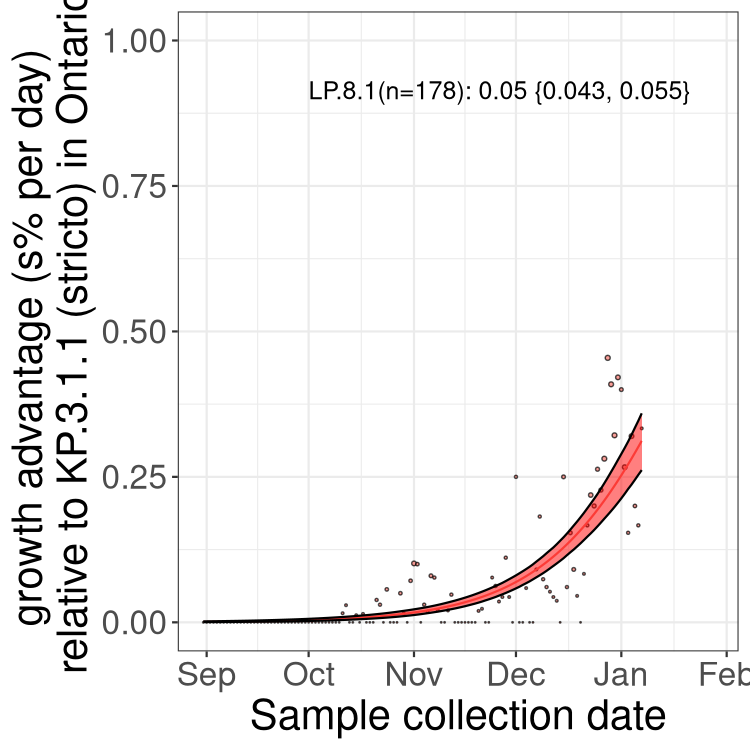 growth advantage (s% per day)
relative to KP.3.1.1 (stricto) in Ontario
1.00
0.75
0.50
0.25
0.00
LP.8.1(n=178): 0.05 {0.043, 0.055}
Sep Oct Nov Dec Jan Feb
Sample collection date